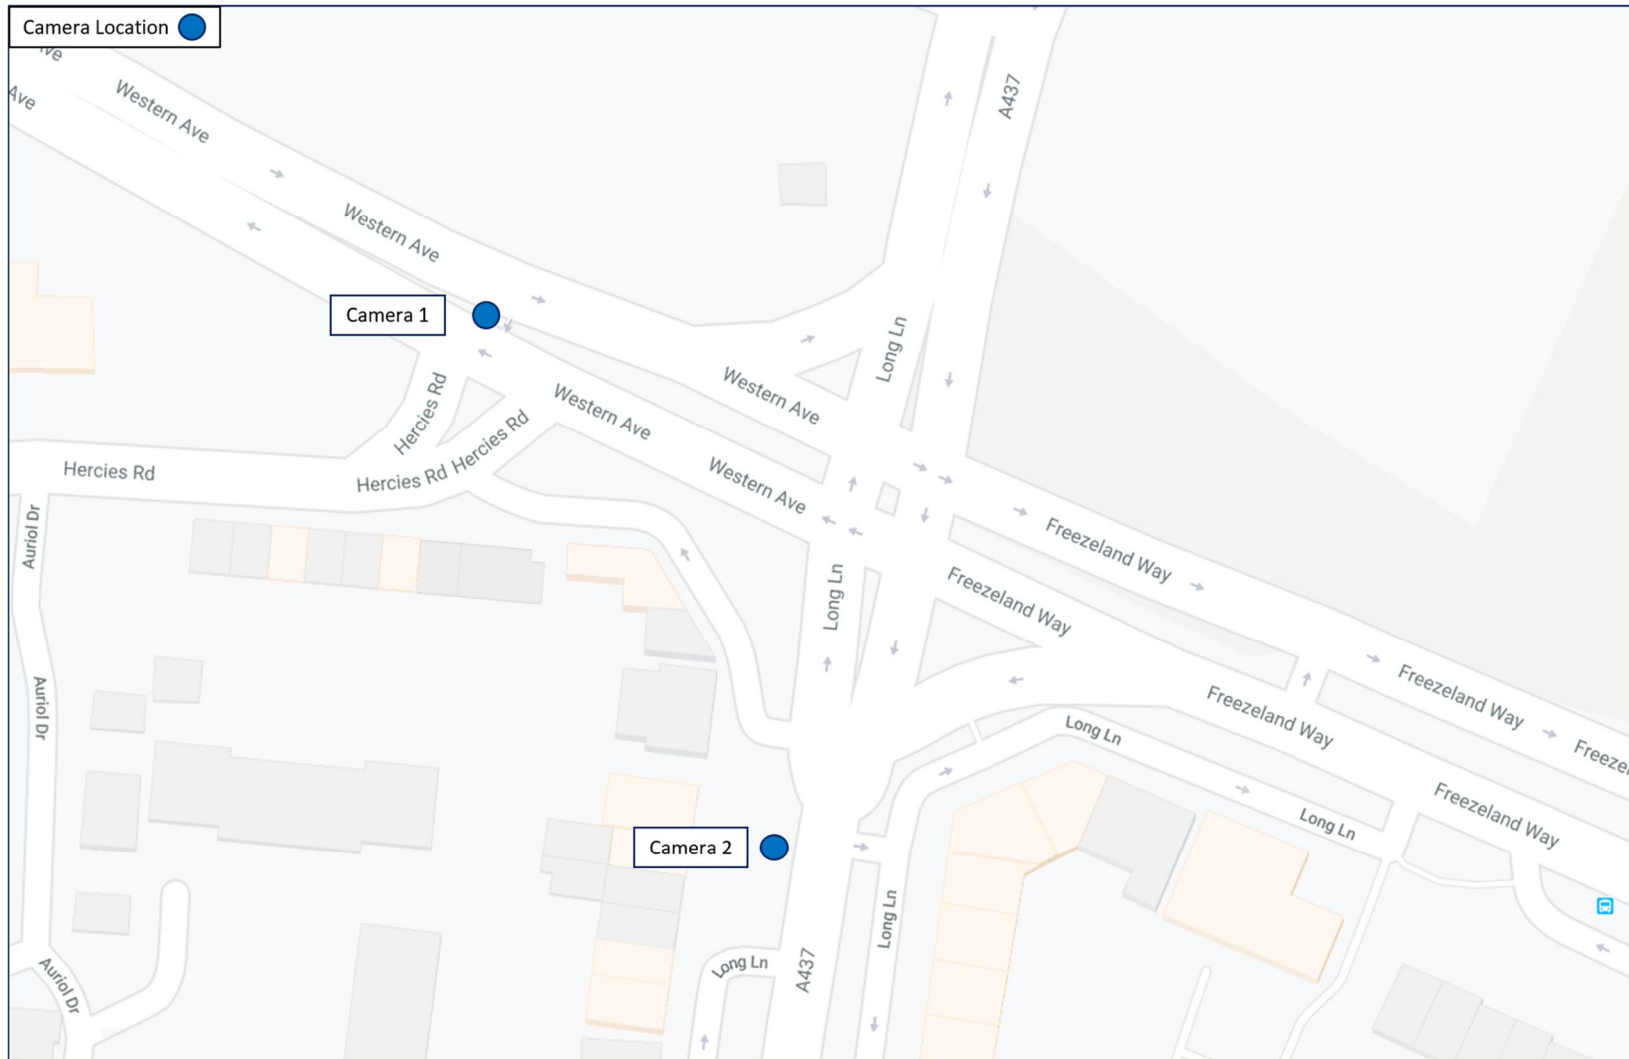 Camera Location
Ave
Ave
Western Ave
A437
Western Ave
Camera 1
Long Ln
Western Ave
Hercies Rd
Western Ave
Hercies Rd
Western Ave
Hercies Rd
Hercies Rd
Auriol Dr
Freezeland Way
Long Ln
Freezeland Way
Auriol Dr
Freezeland Way
Freezeland Way
Long Ln
Freezel
Freezeland Way
Long Ln
Camera 2
Long Ln
Long Ln
A437
Auriol Dr